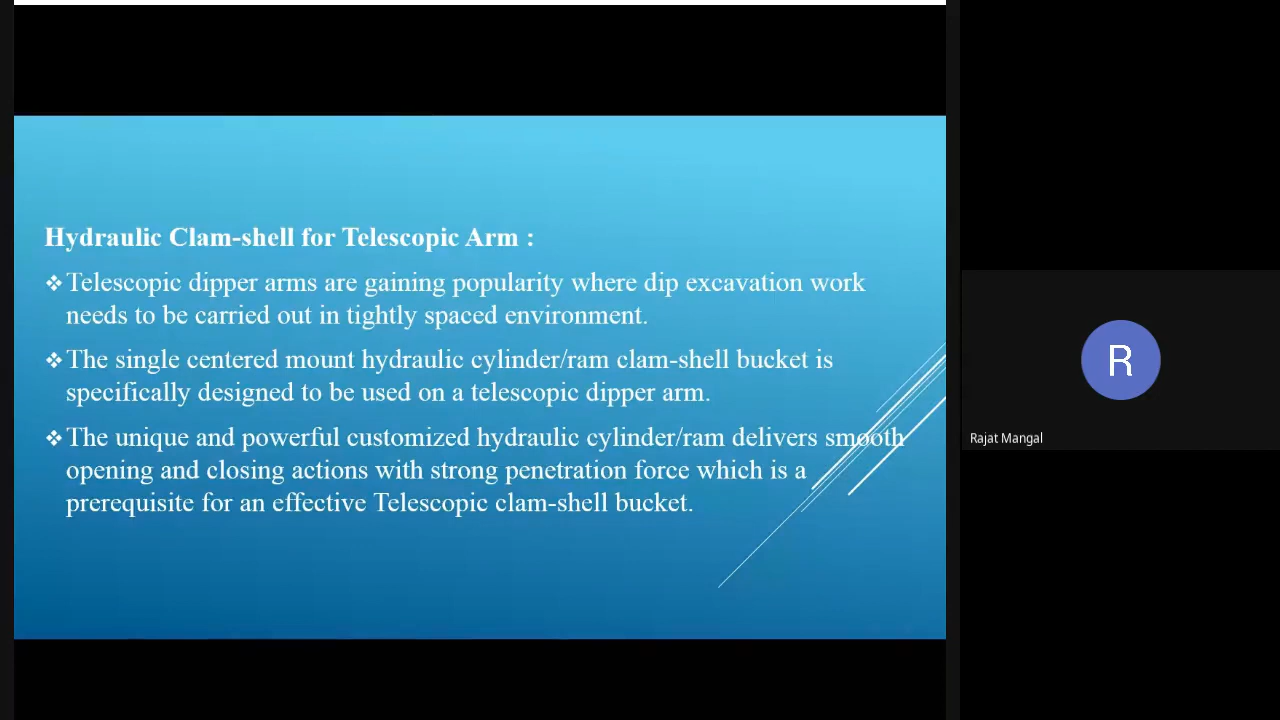 Hydraulic Clam-shell for Telescopic Arm :
❖Telescopic dipper arms are gaining popularity where dip excavation work
needs to be carried out in tightly spaced environment.
❖The single centered mount hydraulic cylinder/ram clam-shell bucket is
specifically designed to be used on a telescopic dipper arm.
❖The unique and powerful customized hydraulic cylinder/ram delivers smooth
opening and closing actions with strong penetration force which is a
prerequisite for an effective Telescopic clam-shell bucket.
R
Rajat Mangal